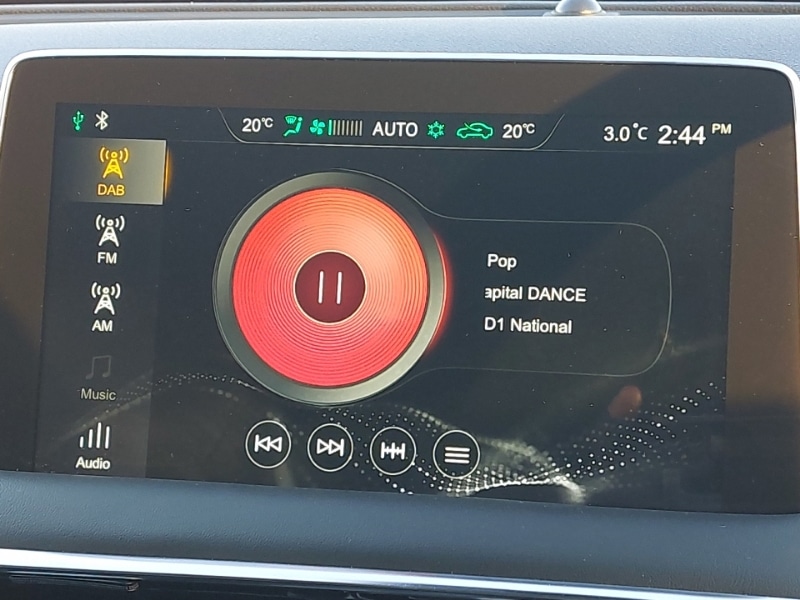 20°C AUTO 20°C 3.0°C 2:44 PM
DAB
FM
AM
Music
Audio
Pop
apital DANCE
D1 National